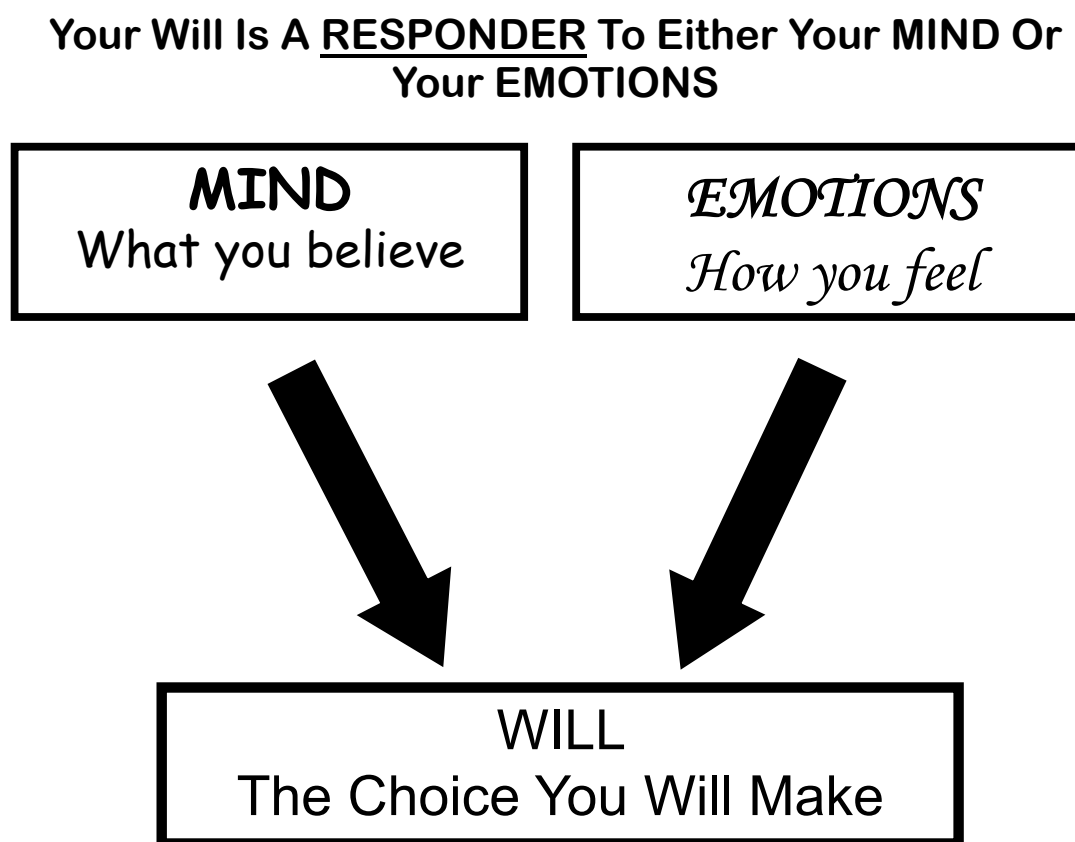 Your Will Is A RESPONDER To Either Your MIND Or
Your EMOTIONS
MIND
What you believe
EMOTIONS
How you feel
WILL
The Choice You Will Make